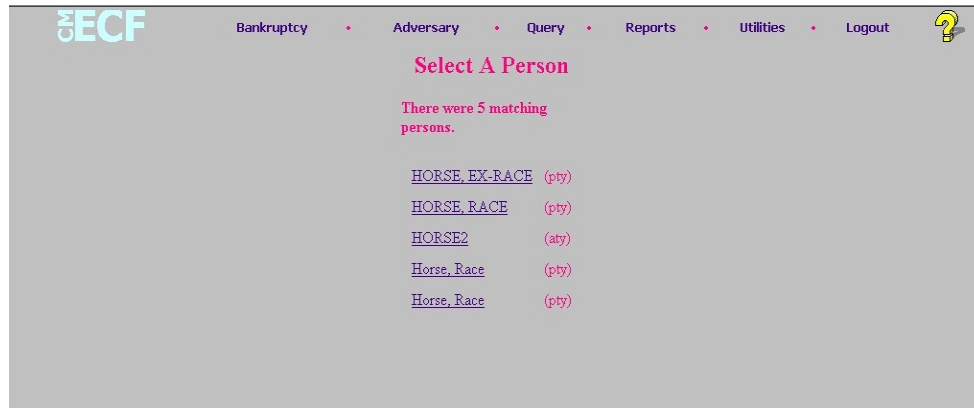 CM ECF Bankruptcy • Adversary • Query • Reports • Utilities • Logout ?
Select A Person
There were 5 matching
persons.
HORSE, EX-RACE (pty)
HORSE, RACE (pty)
HORSE2 (aty)
Horse, Race (pty)
Horse, Race (pty)